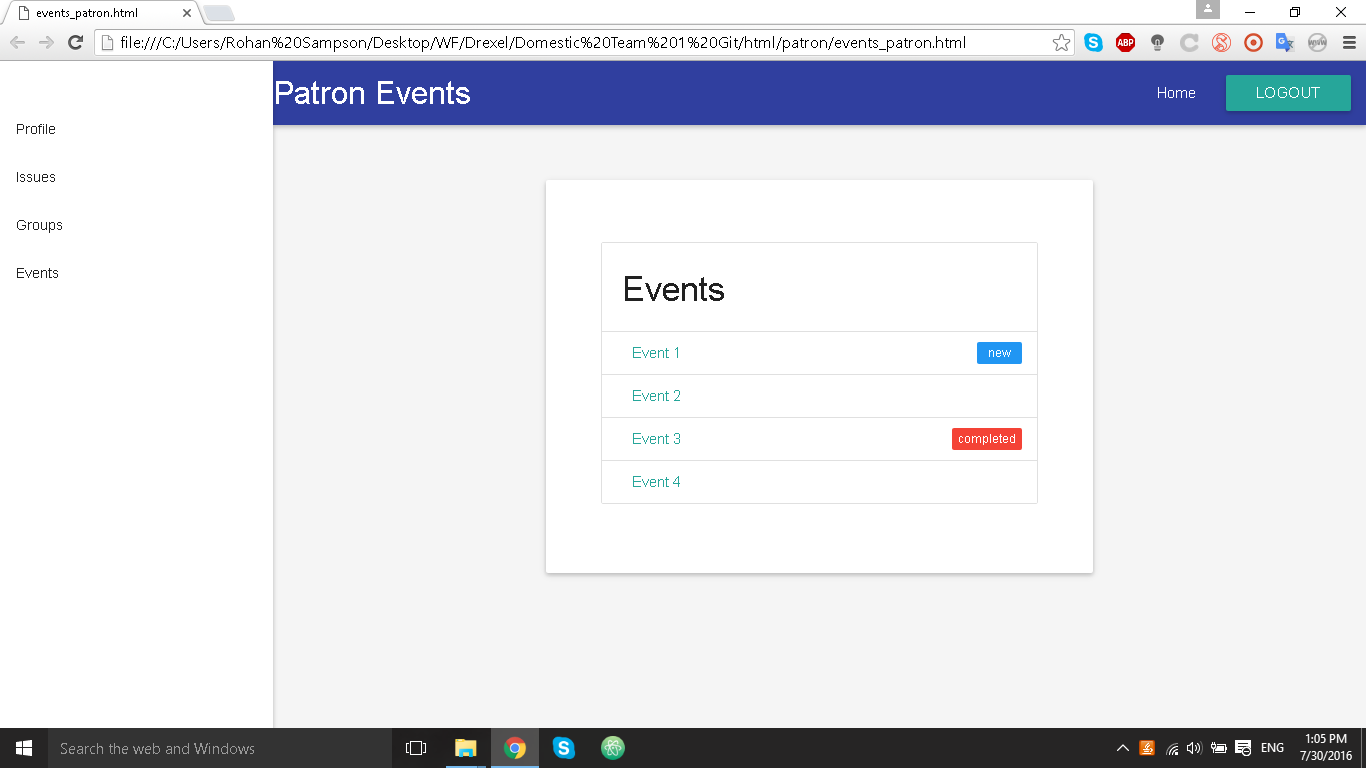 events_patron.html
file:///C:/Users/Rohan%20Sampson/Desktop/WF/Drexel/Domastic%20Team%201%20Git/html/patron/events_patron.html
ABP
Patron Events
Home
LOGOUT
Profile
Issues
Groups
Events
Events
Event 1
new
Event 2
Event 3
completed
Event 4
Search the web and Windows
ENG
1:05 PM
7/30/2016